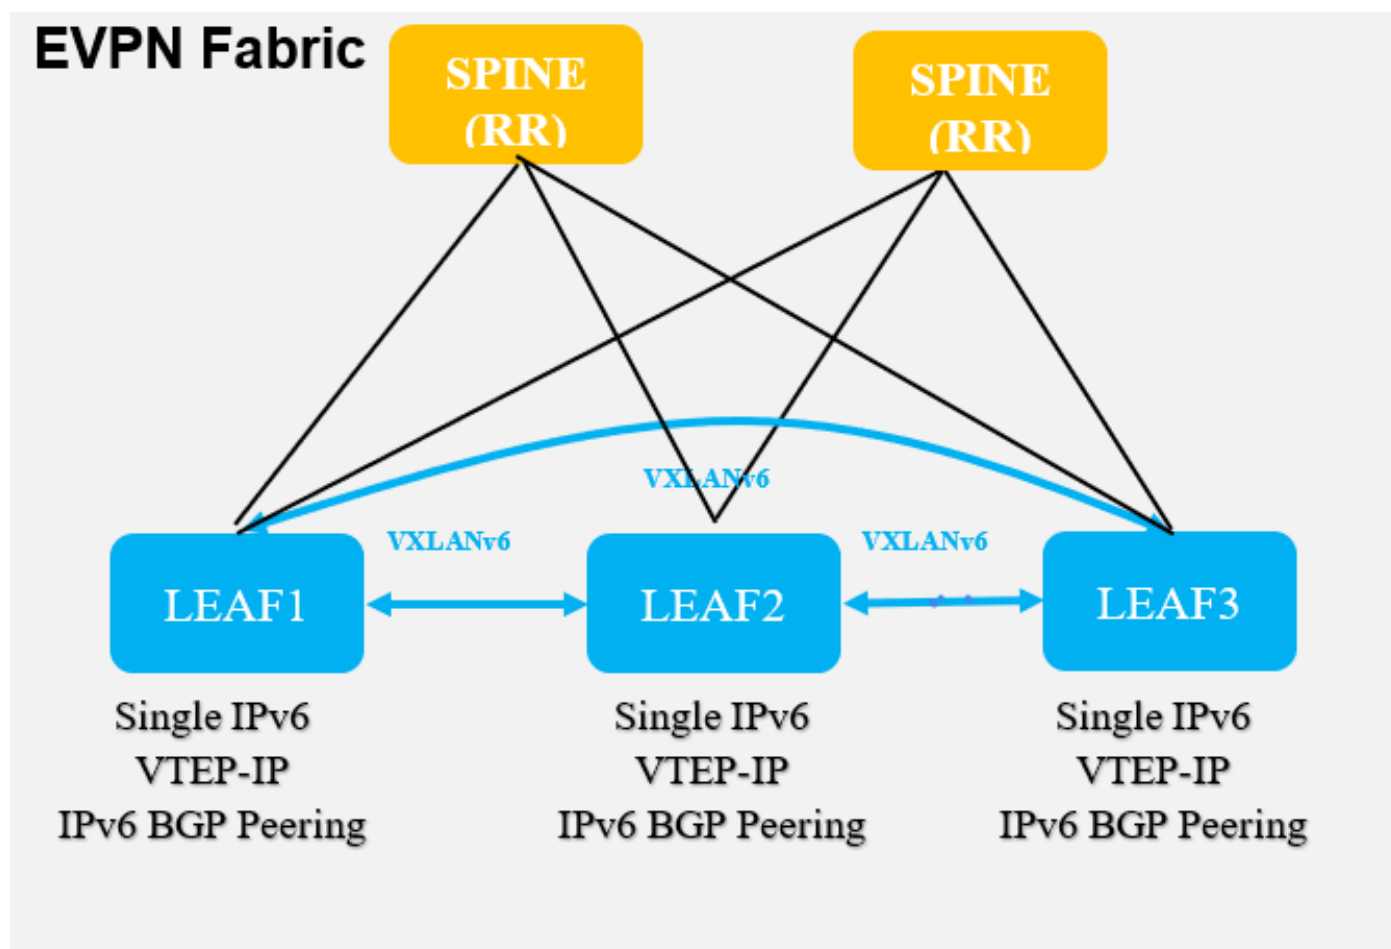 EVPN Fabric
SPINE
(RR)
SPINE
(RR)
VXLANv6
VXLANv6
VXLANv6
LEAF1
LEAF2
LEAF3
Single IPv6
VTEP-IP
IPv6 BGP Peering
Single IPv6
VTEP-IP
IPv6 BGP Peering
Single IPv6
VTEP-IP
IPv6 BGP Peering